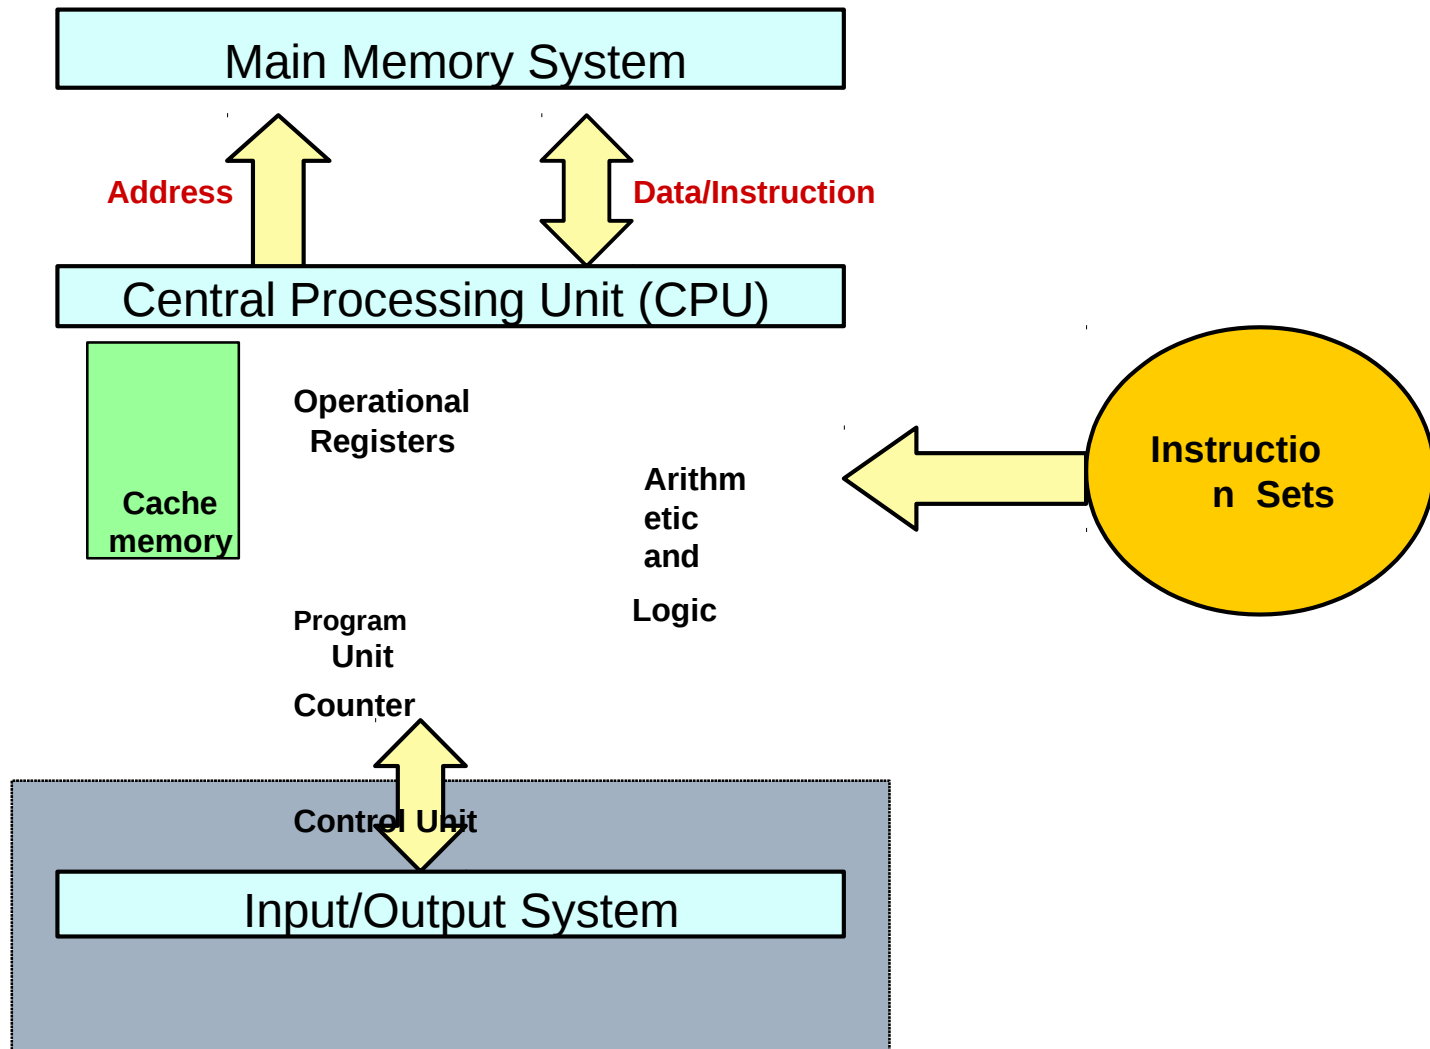 Main Memory System
Address
Data/Instruction
Central Processing Unit (CPU)
Operational
Registers
Cache
memory
Arithm
etic
and
Logic
Instructio
n Sets
Program
Unit
Counter
Control Unit
Input/Output System